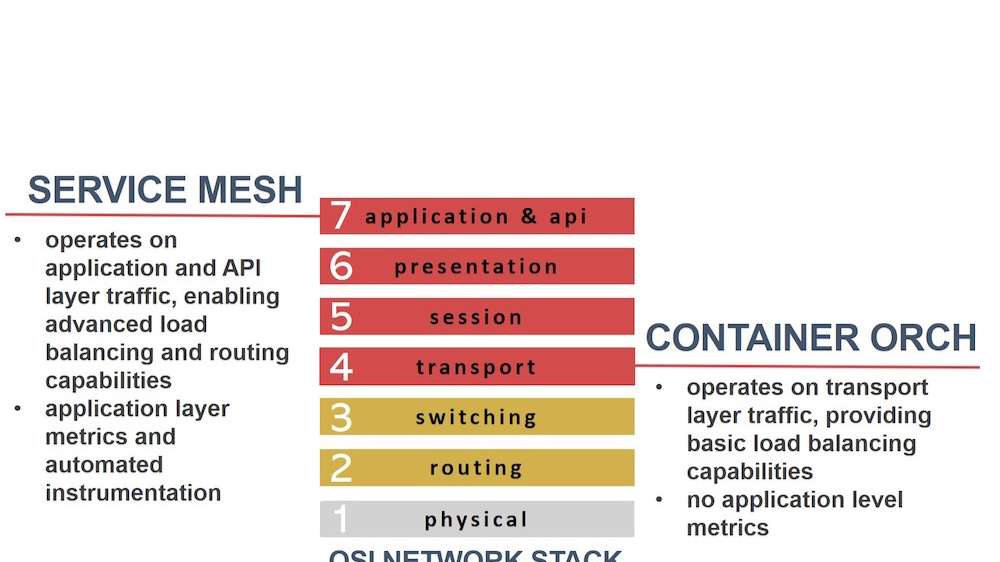 SERVICE MESH
• operates on
application and API
layer traffic, enabling
advanced load
balancing and routing
capabilities
• application layer
metrics and
automated
instrumentation
7 application & api
6 presentation
5 session
4 transport
3 switching
2 routing
1 physical
OSI NETWORK STACK
CONTAINER ORCH
• operates on transport
layer traffic, providing
basic load balancing
capabilities
• no application level
metrics